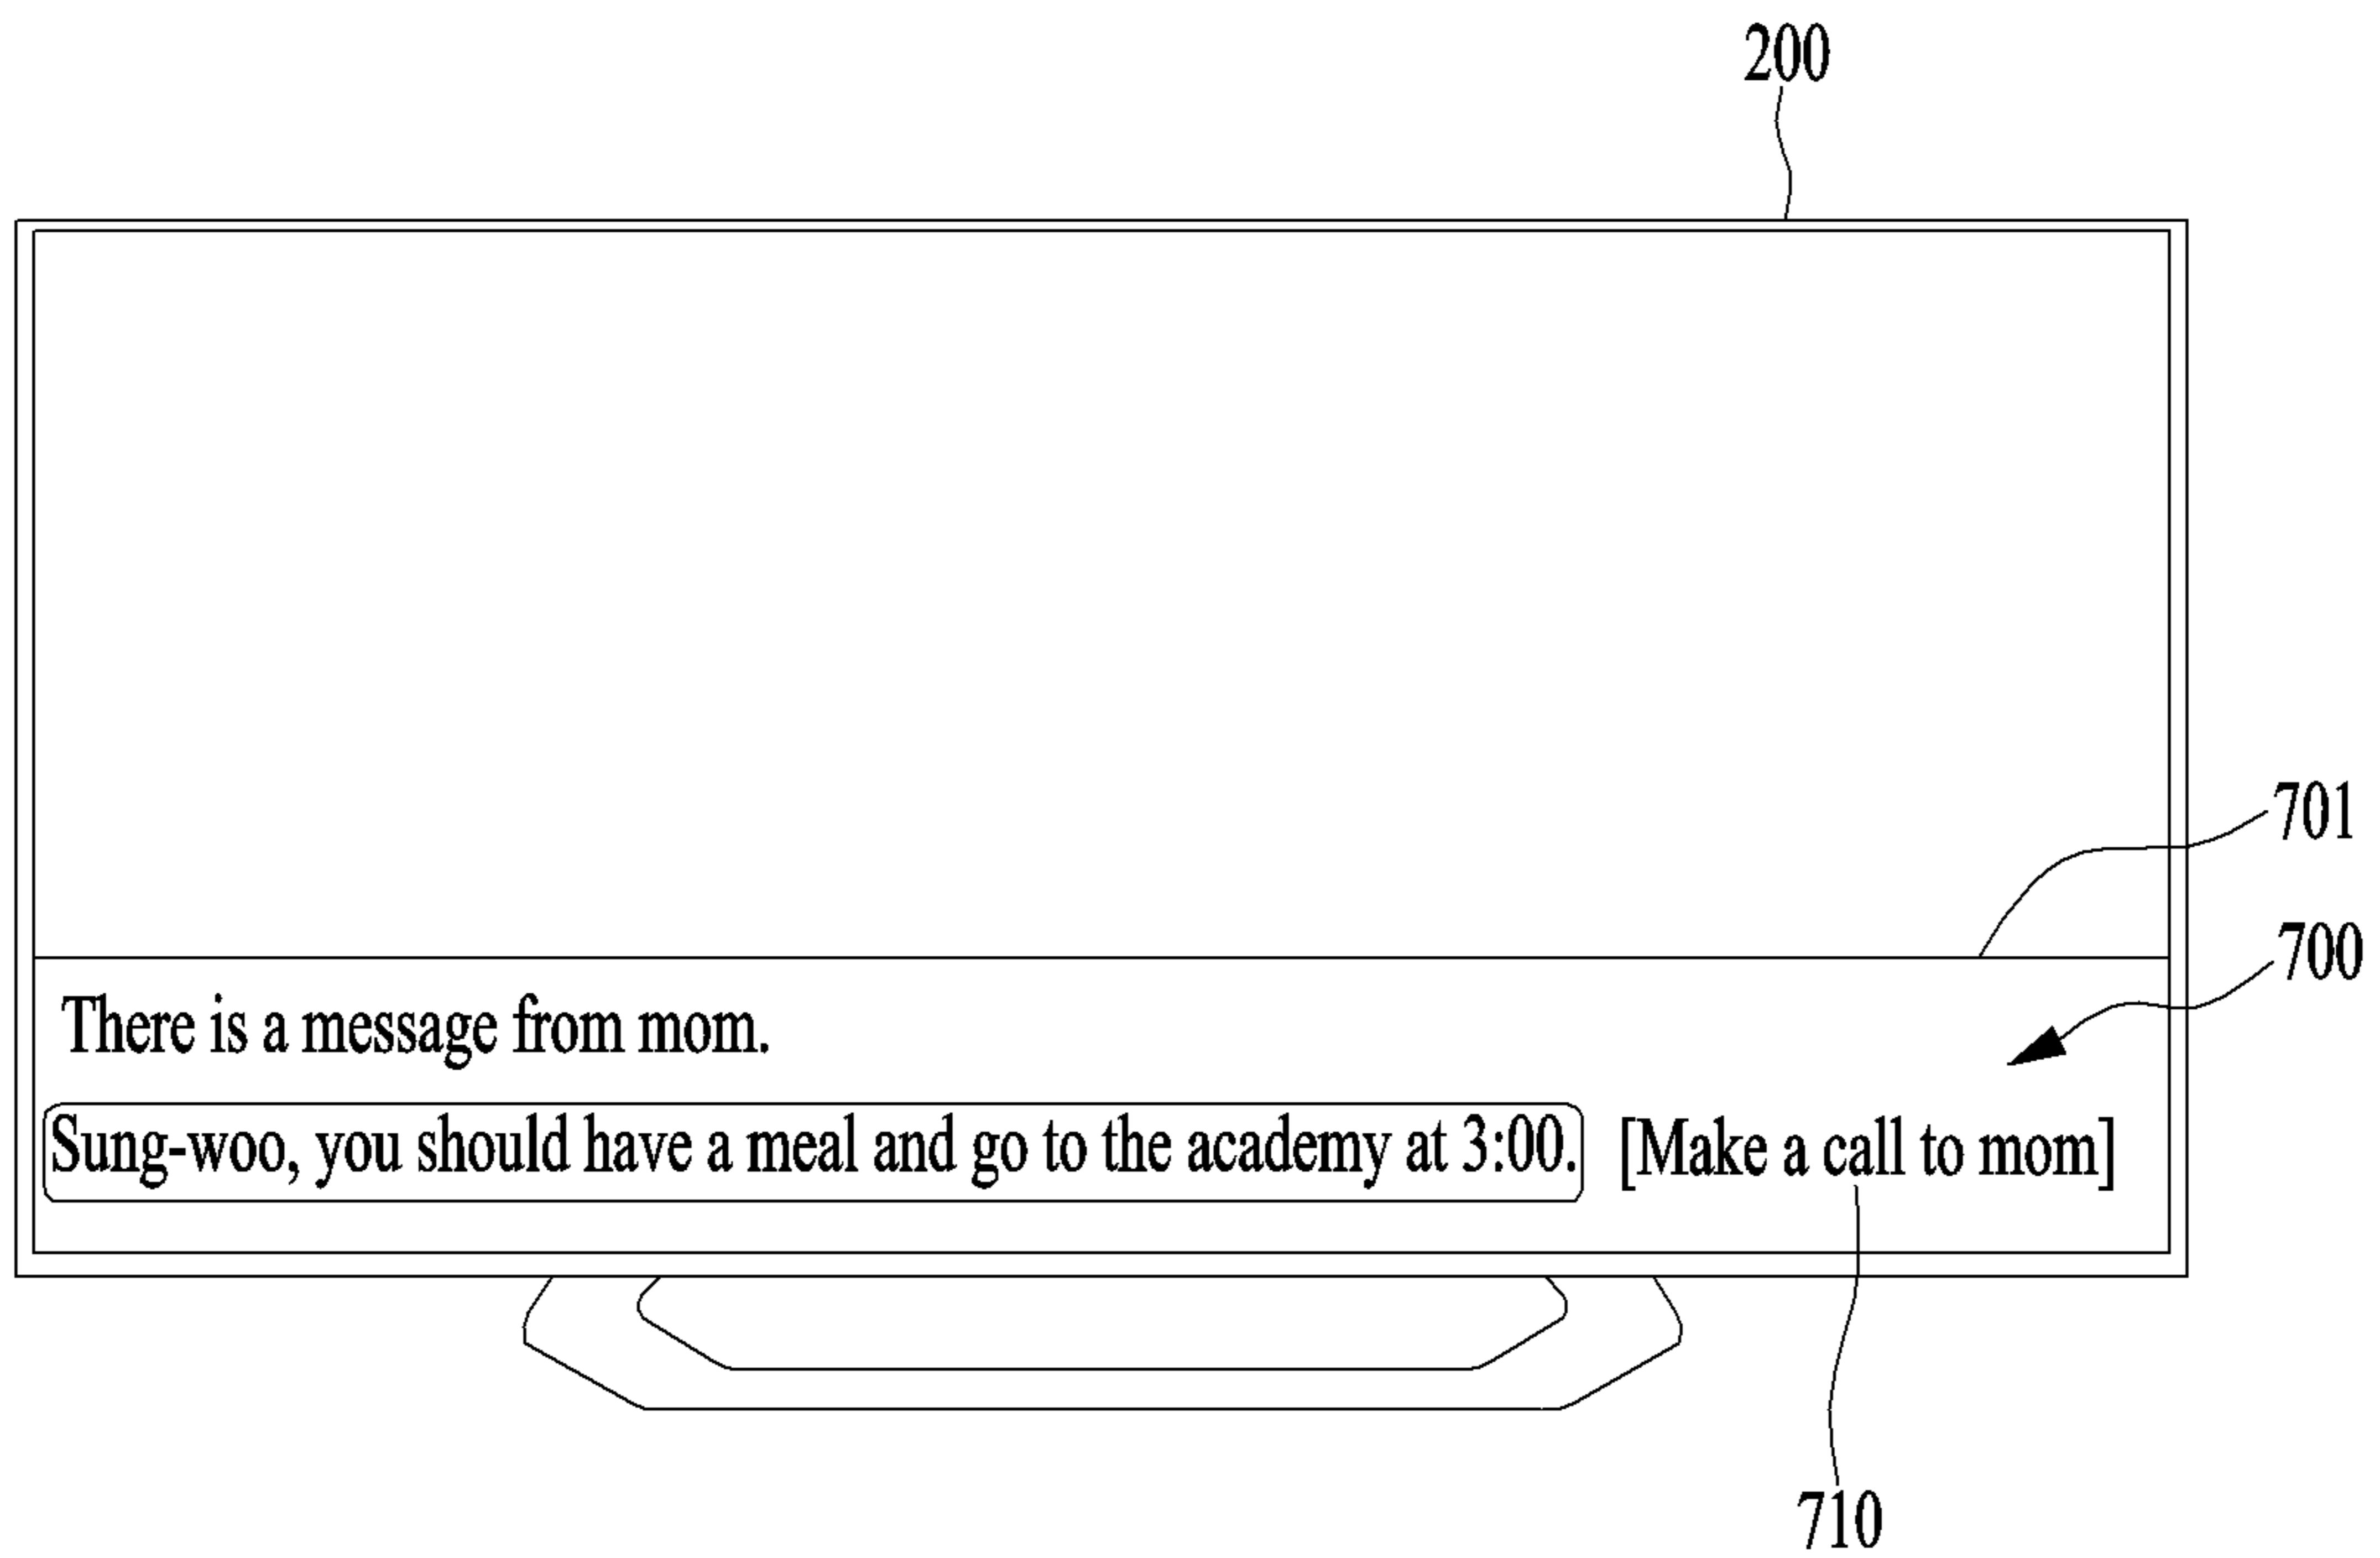 200
701
700
There is a message from mom.
Sung-woo, you should have a meal and go to the academy at 3:00. [Make a call to mom]
710